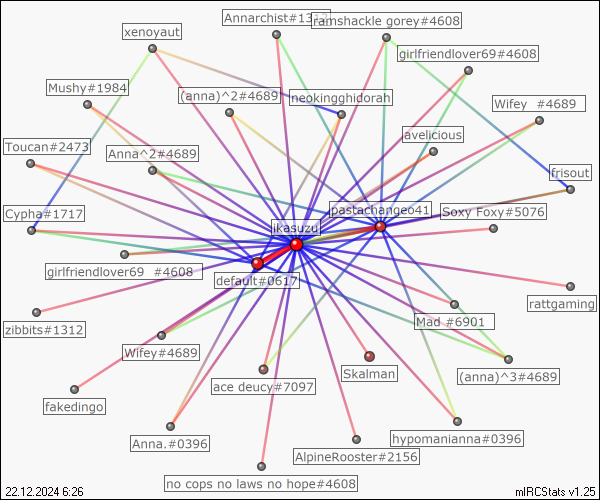 Annarchist#1312
ramshackle gorey#4608
xenoyaut
girlfriendlover69#4608
Mushy#1984
(anna)^2#4689
neokingghidorah
Wifey  #4689
avelicious
Toucan#2473
Anna^2#4689
frisout
Cypha#1717
jikasuzu
pastachange041
Soxy Foxy#5076
girlfriendlover69  #4608
default#0617
rattgaming
zibbits#1312
Mad #6901
Wifey#4689
ace deucy#7097
Skalman
(anna)^3#4689
fakedingo
Anna.#0396
AlpineRooster#2156
hypomanianna#0396
no cops no laws no hope#4608
22.12.2024 6:26
mIRCStats v1.25